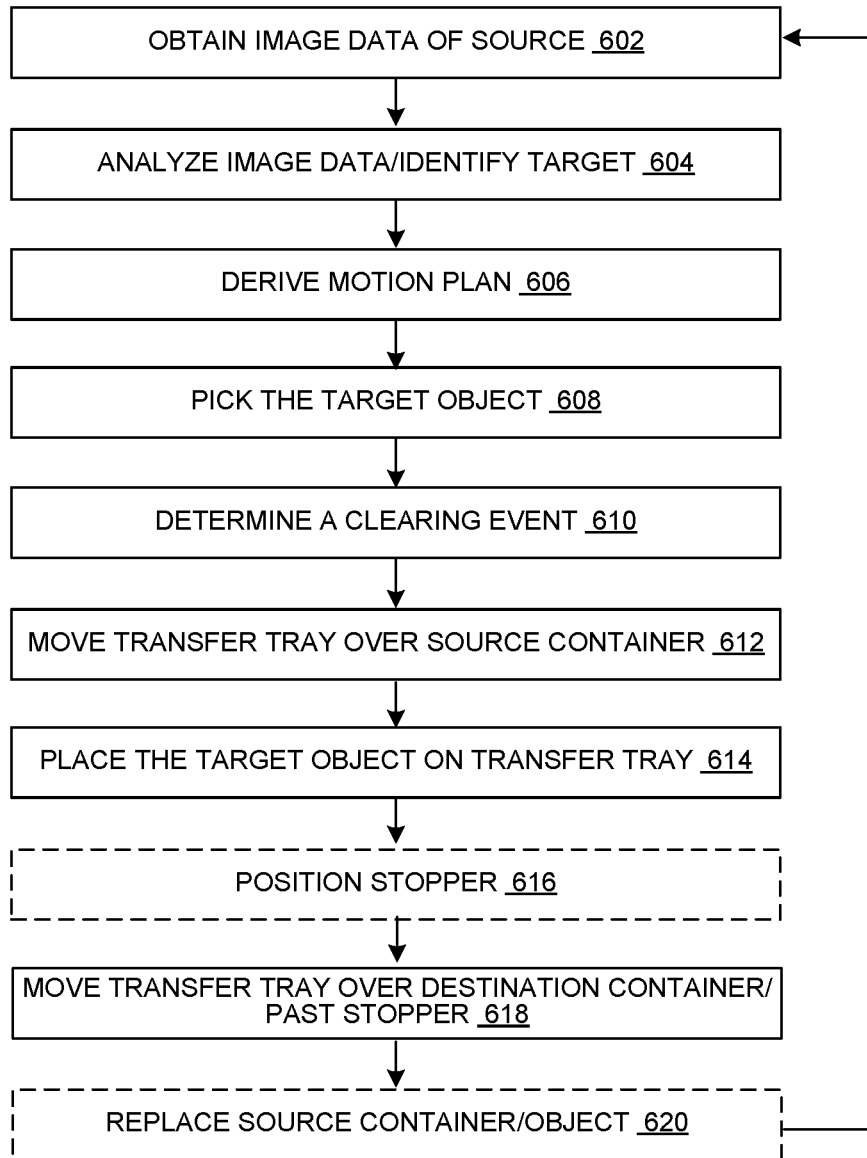 OBTAIN IMAGE DATA OF SOURCE 602
ANALYZE IMAGE DATA/IDENTIFY TARGET 604
DERIVE MOTION PLAN 606
PICK THE TARGET OBJECT 608
DETERMINE A CLEARING EVENT 610
MOVE TRANSFER TRAY OVER SOURCE CONTAINER 612
PLACE THE TARGET OBJECT ON TRANSFER TRAY 614
POSITION STOPPER 616
MOVE TRANSFER TRAY OVER DESTINATION CONTAINER/
PAST STOPPER 618
REPLACE SOURCE CONTAINER/OBJECT 620